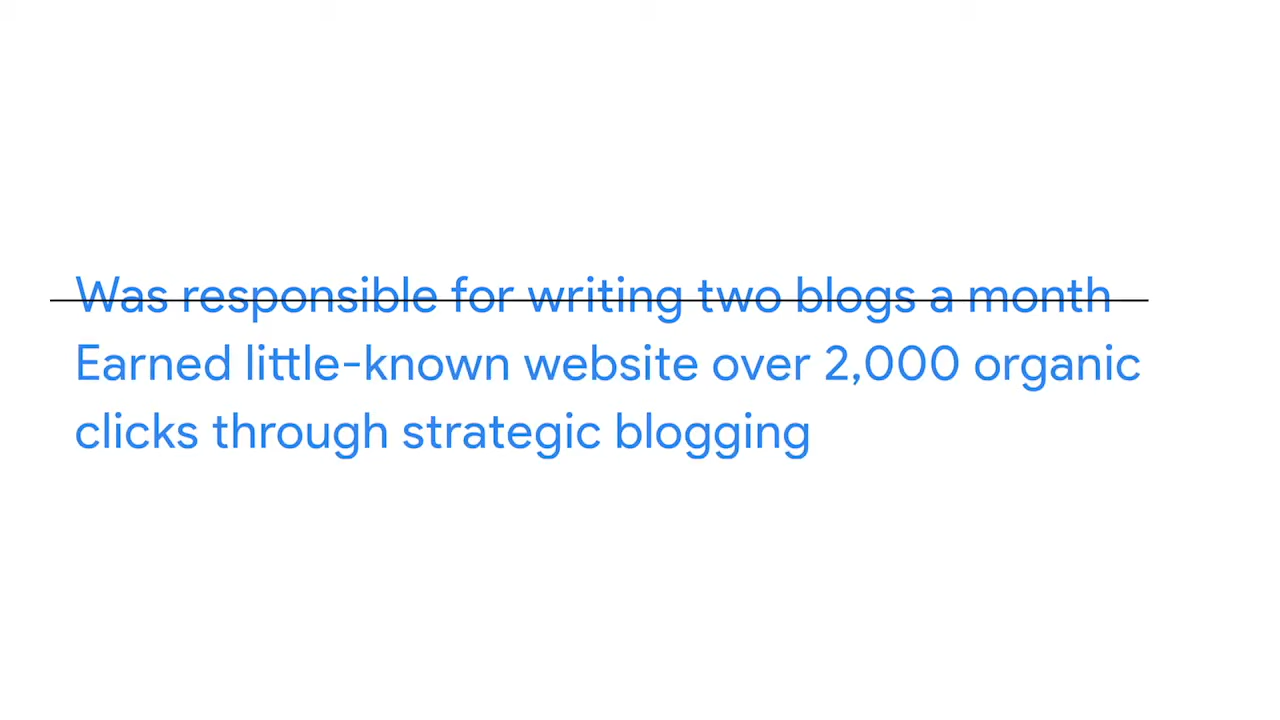 Was responsible for writing two blogs a month
Earned little-known website over 2,000 organic
clicks through strategic blogging